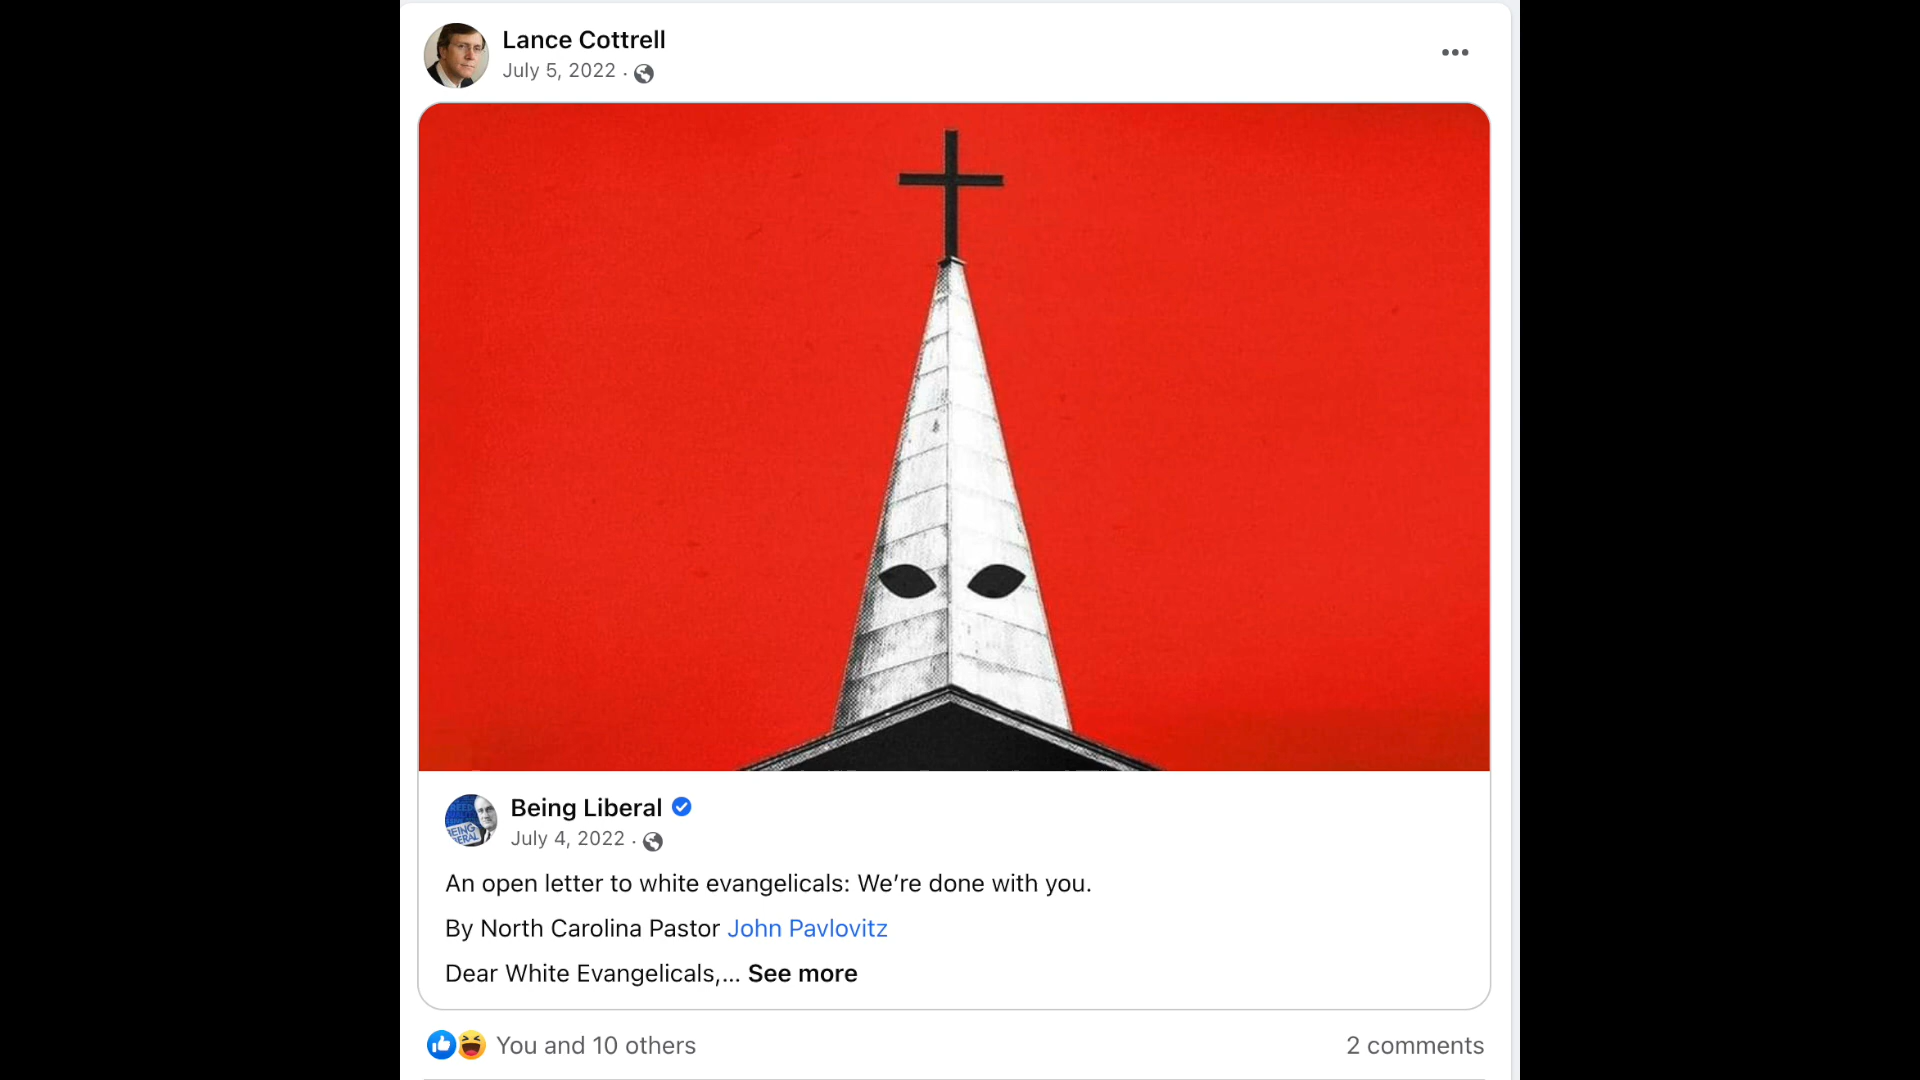 Lance Cottrell
July 5, 2022 ·
Being Liberal
July 4, 2022 ·
An open letter to white evangelicals: We’re done with you.
By North Carolina Pastor John Pavlovitz
Dear White Evangelicals,... See more
You and 10 others
2 comments